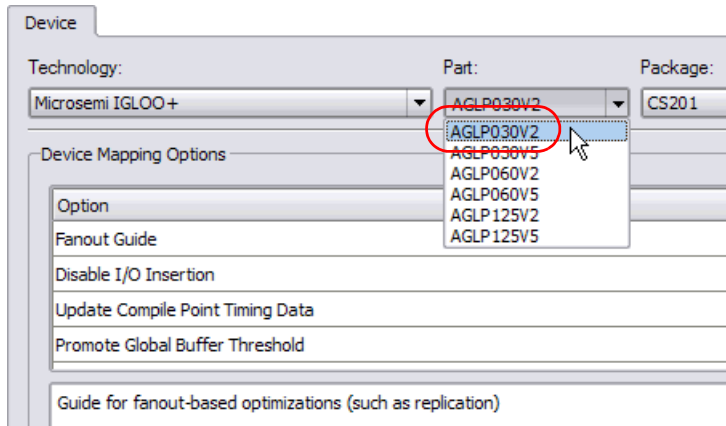 Device
Technology: Part: Package:
Microsemi IGLOO+ AGLP030V2 CS201
AGLP030V2
AGLP030V5
AGLP060V2
AGLP060V5
AGLP125V2
AGLP125V5
Device Mapping Options
Option
Fanout Guide
Disable I/O Insertion
Update Compile Point Timing Data
Promote Global Buffer Threshold
Guide for fanout-based optimizations (such as replication)